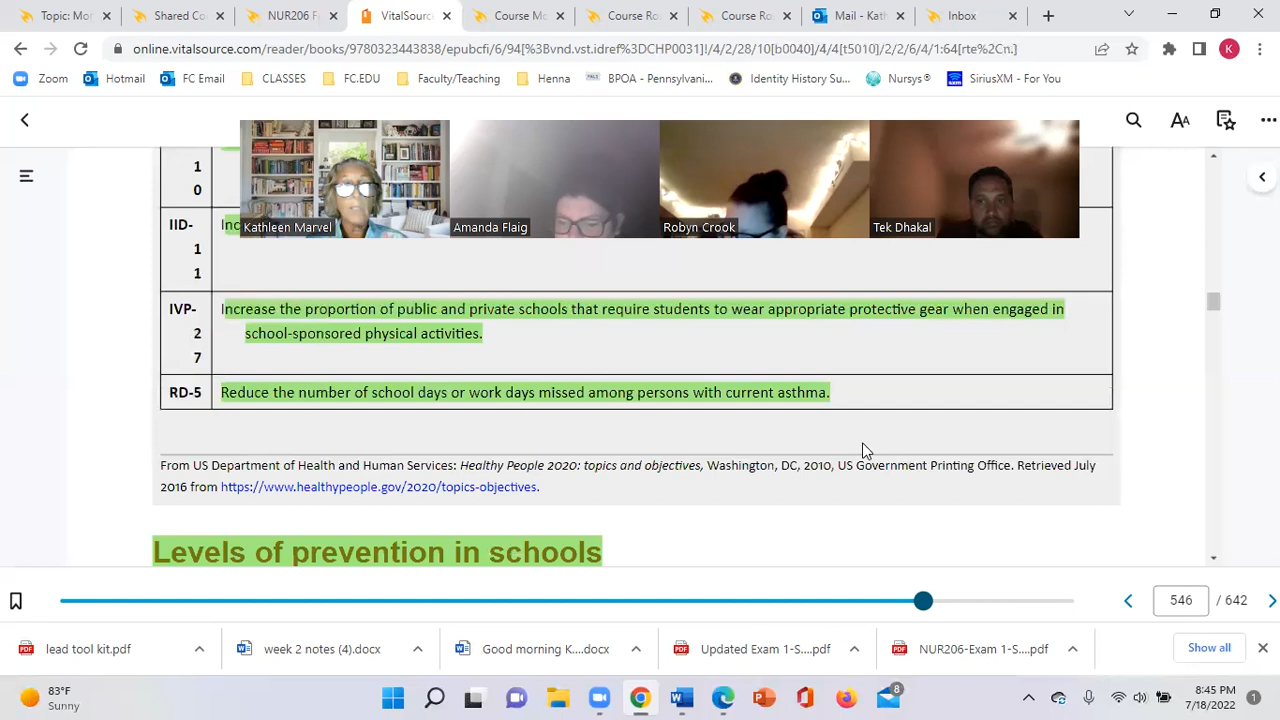 Topic: Mor
Shared Co
NUR206 F
VitalSource
Course Mo
Course Ros
Course Ros
Mail - Kath
Inbox
online.vitalsource.com/reader/books/9780323443838/epubcfi/6/94[%3Bvnd.vst.idref%3DCHP0031]!/4/2/28/10[b0040]/4/4[t5010]/2/2/6/4/1:64[rte%2Cn.]
K
Zoom
Hotmail
FC Email
CLASSES
FC.EDU
Faculty/Teaching
Henna
BPOA - Pennsylvani...
Identity History Su...
Nursys®
SiriusXM - For You
1
0
Kathleen Marvel
Amanda Flaig
Robyn Crook
Tek Dhakal
IID-
1
1
IVP-
2
7
Increase the proportion of public and private schools that require students to wear appropriate protective gear when engaged in
school-sponsored physical activities.
RD-5
Reduce the number of school days or work days missed among persons with current asthma.
From US Department of Health and Human Services: Healthy People 2020: topics and objectives, Washington, DC, 2010, US Government Printing Office. Retrieved July
2016 from https://www.healthypeople.gov/2020/topics-objectives.
Levels of prevention in schools
546 / 642
lead tool kit.pdf
week 2 notes (4).docx
Good morning K....docx
Updated Exam 1-S....pdf
NUR206-Exam 1-S....pdf
Show all
83°F
Sunny
8
8:45 PM
7/18/2022
1